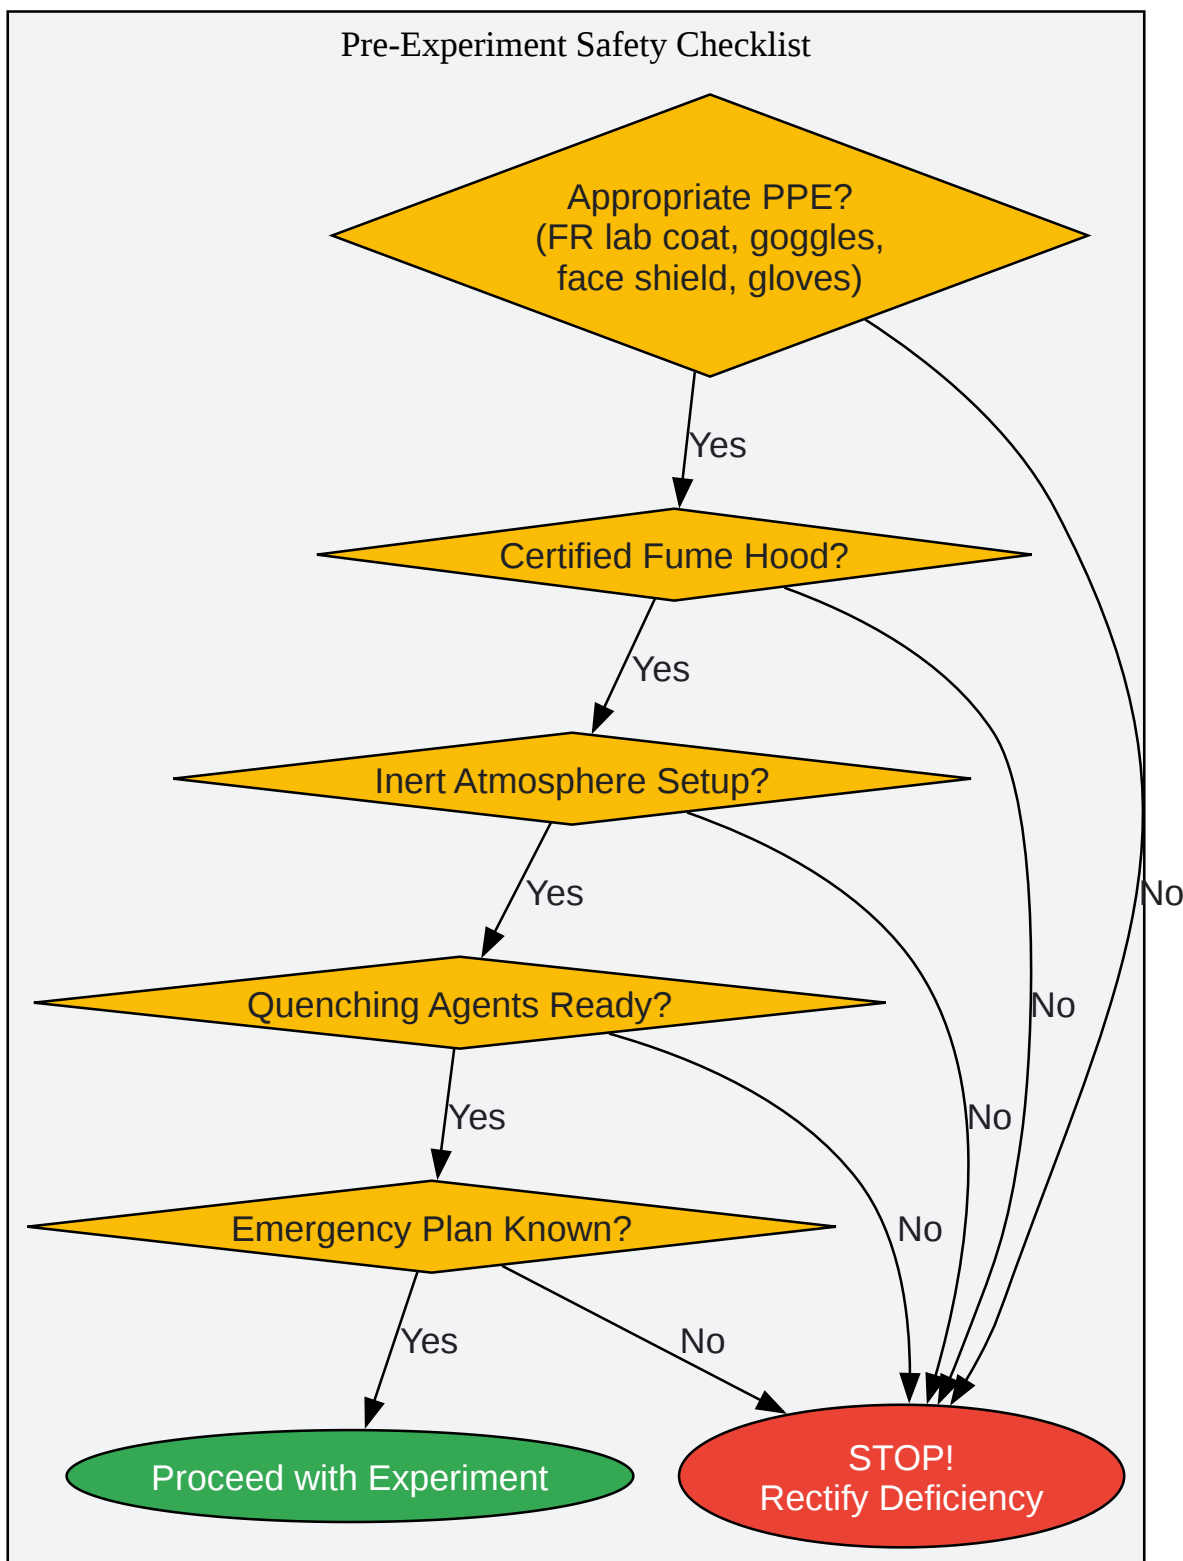 Pre-Experiment Safety Checklist
Appropriate PPE?
(FR lab coat, goggles,
face shield, gloves)
Yes
Certified Fume Hood?
Yes
Inert Atmosphere Setup?
Yes
No
Quenching Agents Ready?
No
Yes
No
Emergency Plan Known?
No
Yes
No
Proceed with Experiment
STOP!
Rectify Deficiency